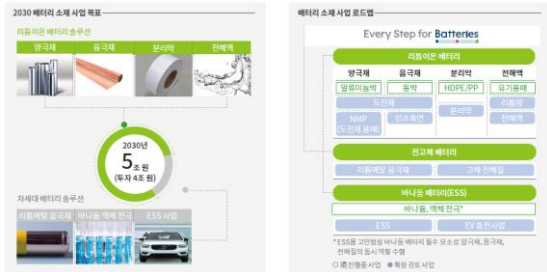 2030 배터리 소재 사업 목표
리튬이온 배터리 솔루션
양극재 음극재 분리막 전해액
2030년
5조 원
(투자 4조 원)
차세대 배터리 솔루션
리튬메탈 음극재 바나듐 액체 전극 ESS 사업
배터리 소재 사업 로드맵
Every Step for Batteries
리튬이온 배터리
양극재 음극재 분리막 전해액
알류미늄박 동박 HDPE/PP 유기용매
도전재 분리막 리튬염
NMP 인조흑연 전해액
(도전재 용매)
전고체 배터리
리튬메탈 음극재 고체 전해질
바나듐 배터리(ESS)
바나듐, 액체 전극*
ESS EV 충전사업
*ESS용 고안정성 바나듐 배터리 필수 요소로 양극재, 음극재,
전해질의 동시 역할 수행
現 진행중 사업 확장 검토 사업